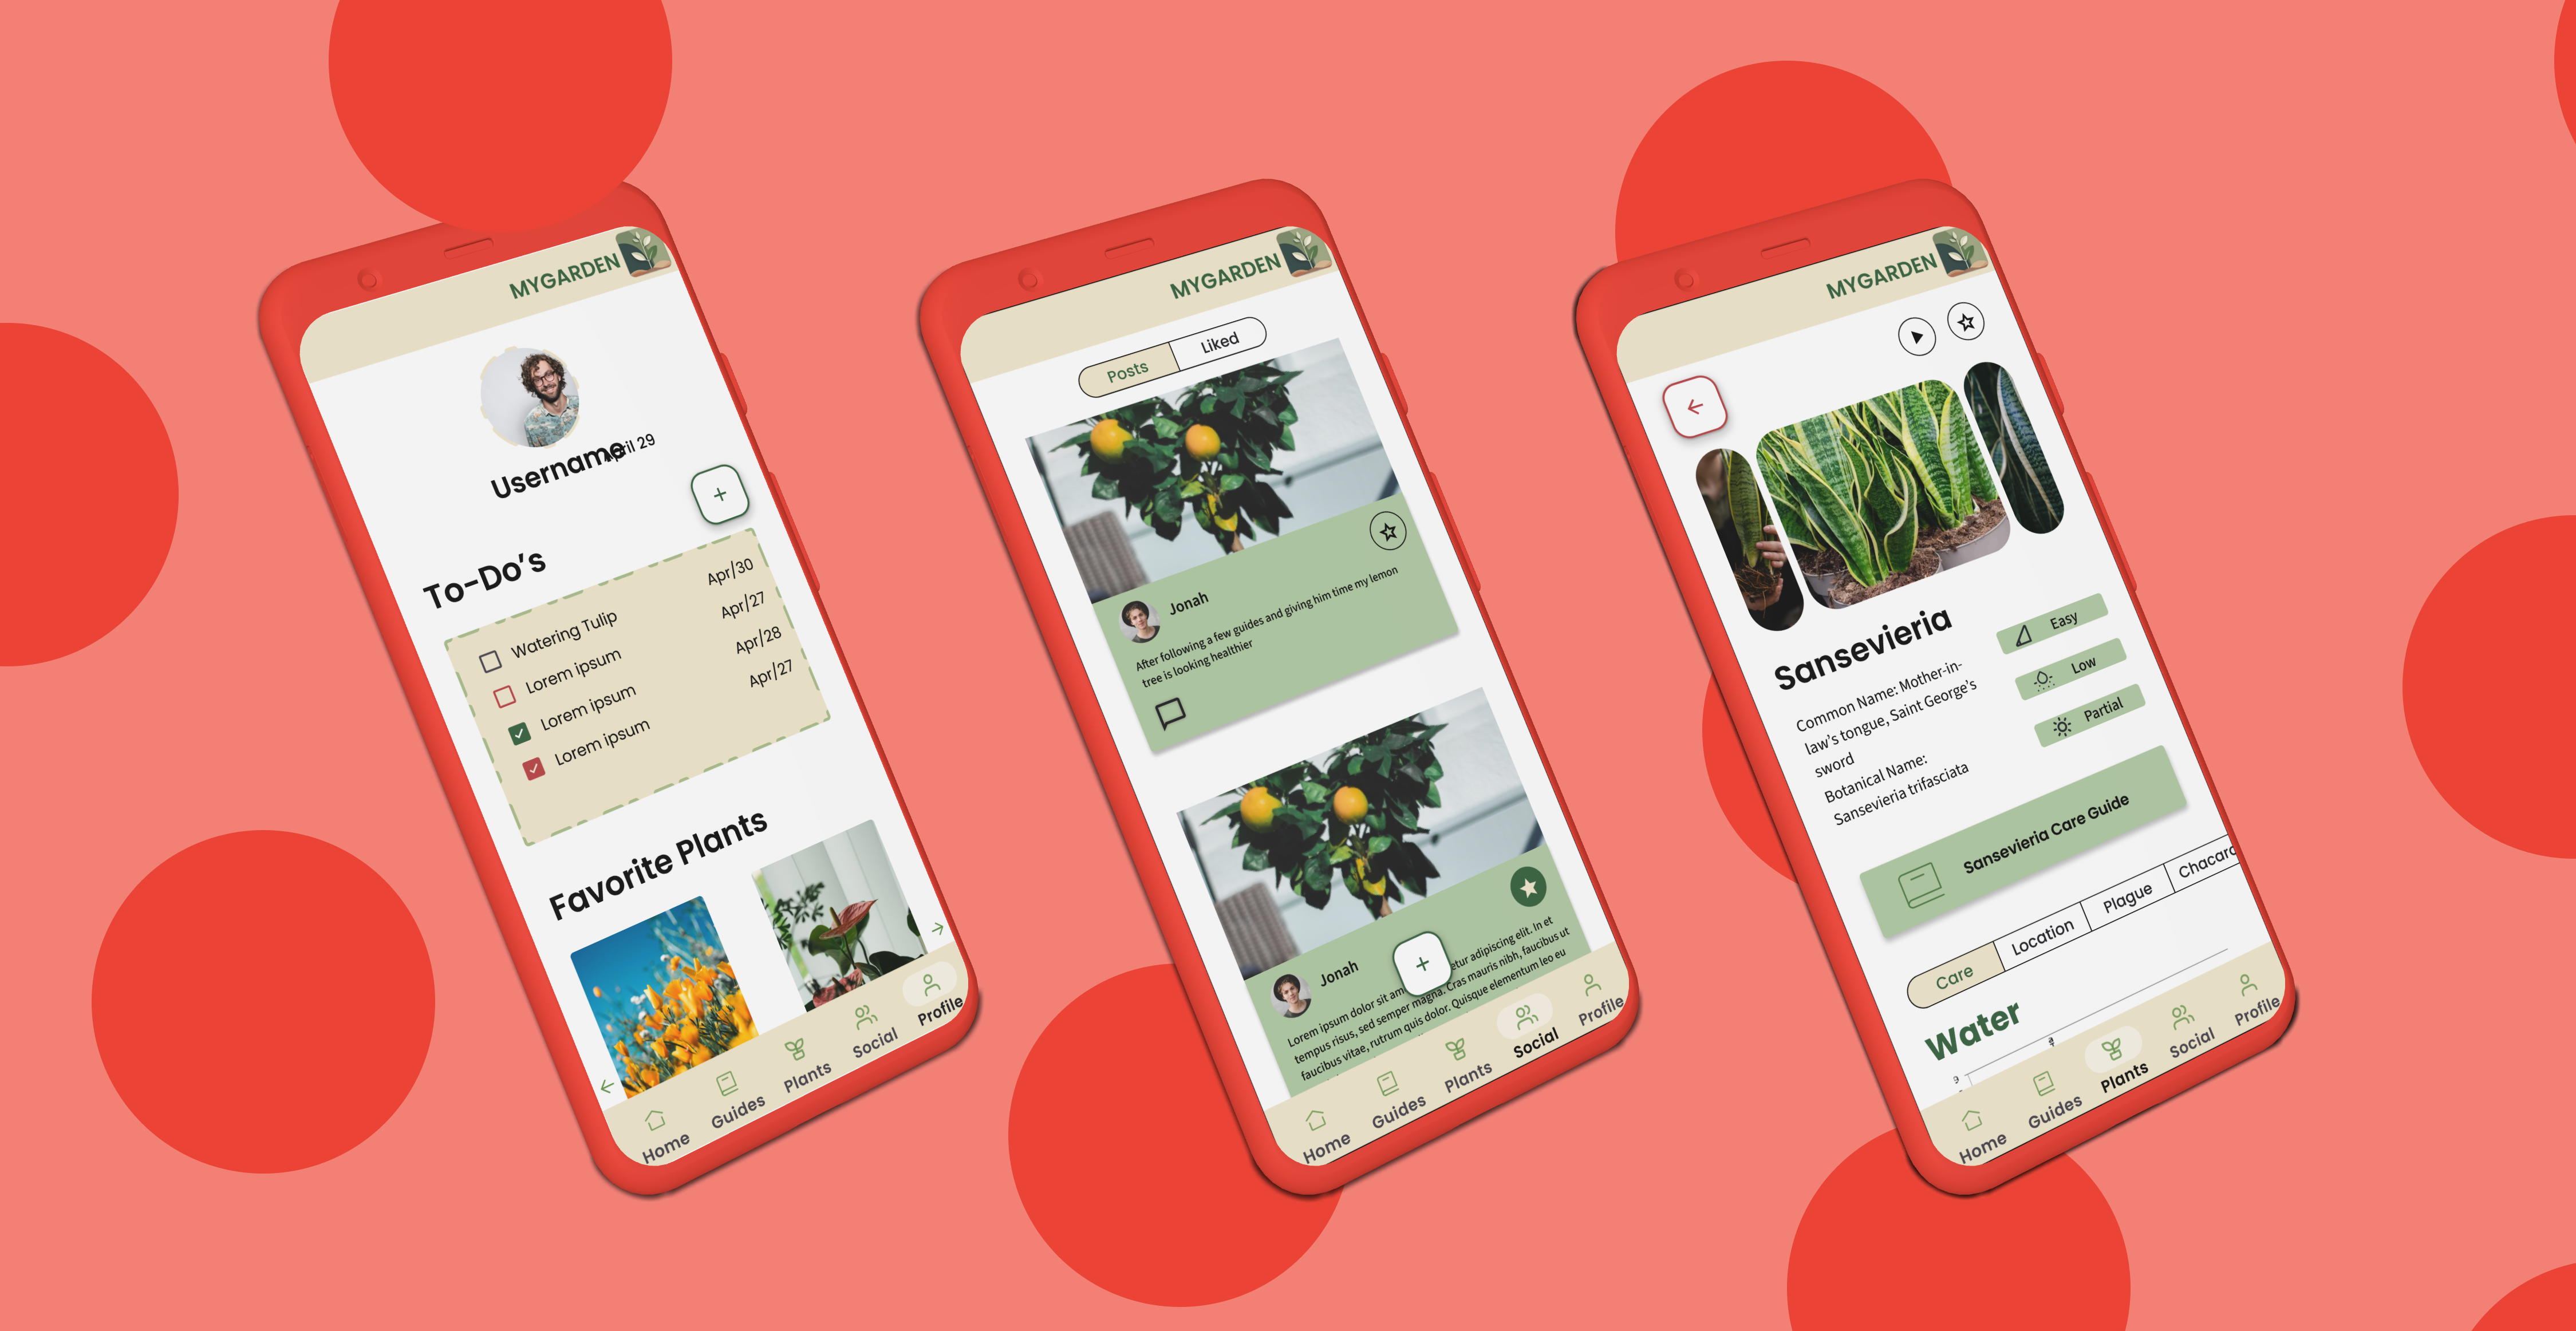 MYGARDEN
Username
April 29
+
To-Do's
Watering Tulip Apr/30
Lorem ipsum Apr/27
Lorem ipsum Apr/28
Lorem ipsum Apr/27
Favorite Plants
Home Guides Plants Social Profile
MYGARDEN
Posts Liked
Jonah
After following a few guides and giving him time my lemon
tree is looking healthier
Jonah
+
Lorem ipsum dolor sit am etur adipiscing elit. In et
tempus risus, sed semper magna. Cras mauris nibh, faucibus ut
faucibus vitae, rutrum quis dolor. Quisque elementum leo eu
Home Guides Plants Social Profile
MYGARDEN
Sansevieria
Easy
Low
Partial
Common Name: Mother-in-
law's tongue, Saint George's
sword
Botanical Name:
Sansevieria trifasciata
Sansevieria Care Guide
Care Location Plague Chacarc
Water
Home Guides Plants Social Profile